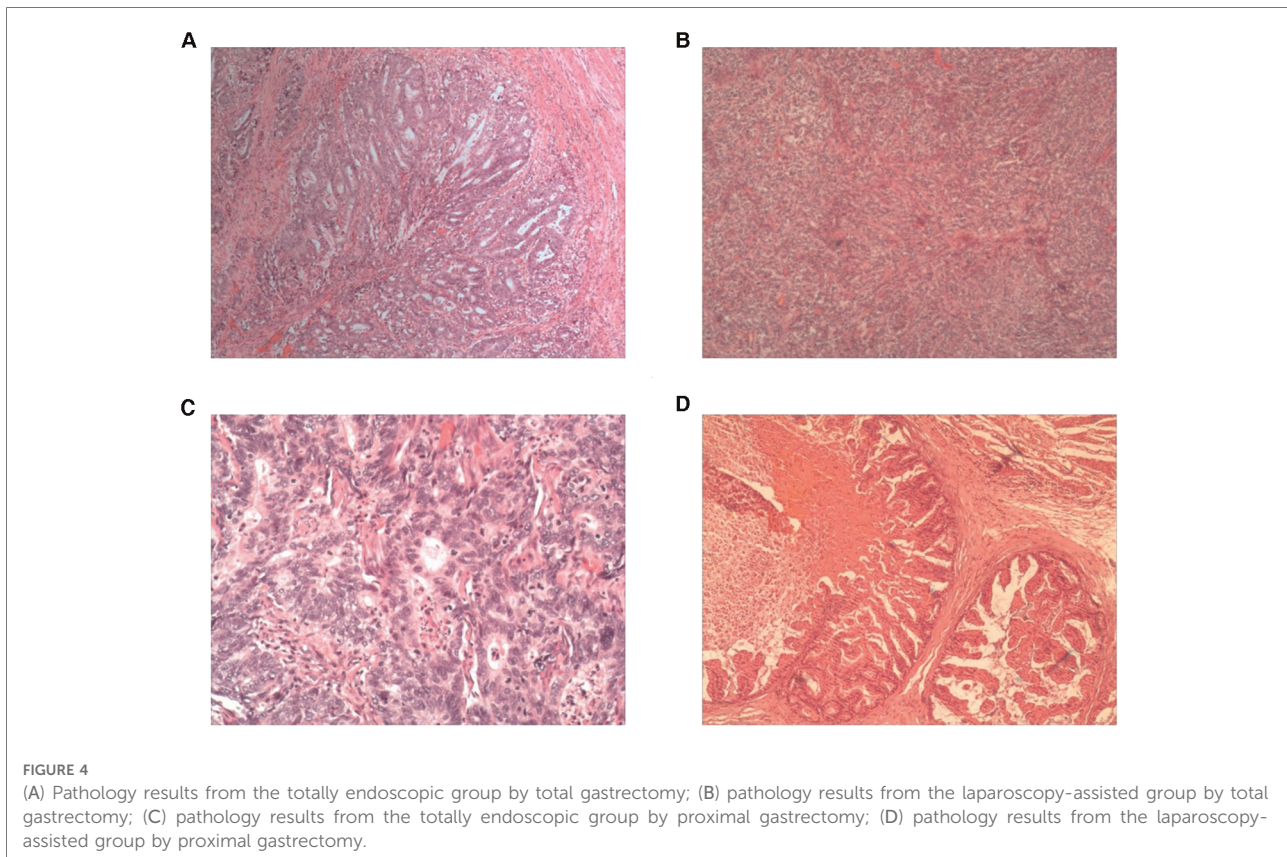 A
B
C
D
FIGURE 4
(A) Pathology results from the totally endoscopic group by total gastrectomy; (B) pathology results from the laparoscopy-assisted group by total
gastrectomy; (C) pathology results from the totally endoscopic group by proximal gastrectomy; (D) pathology results from the laparoscopy-
assisted group by proximal gastrectomy.